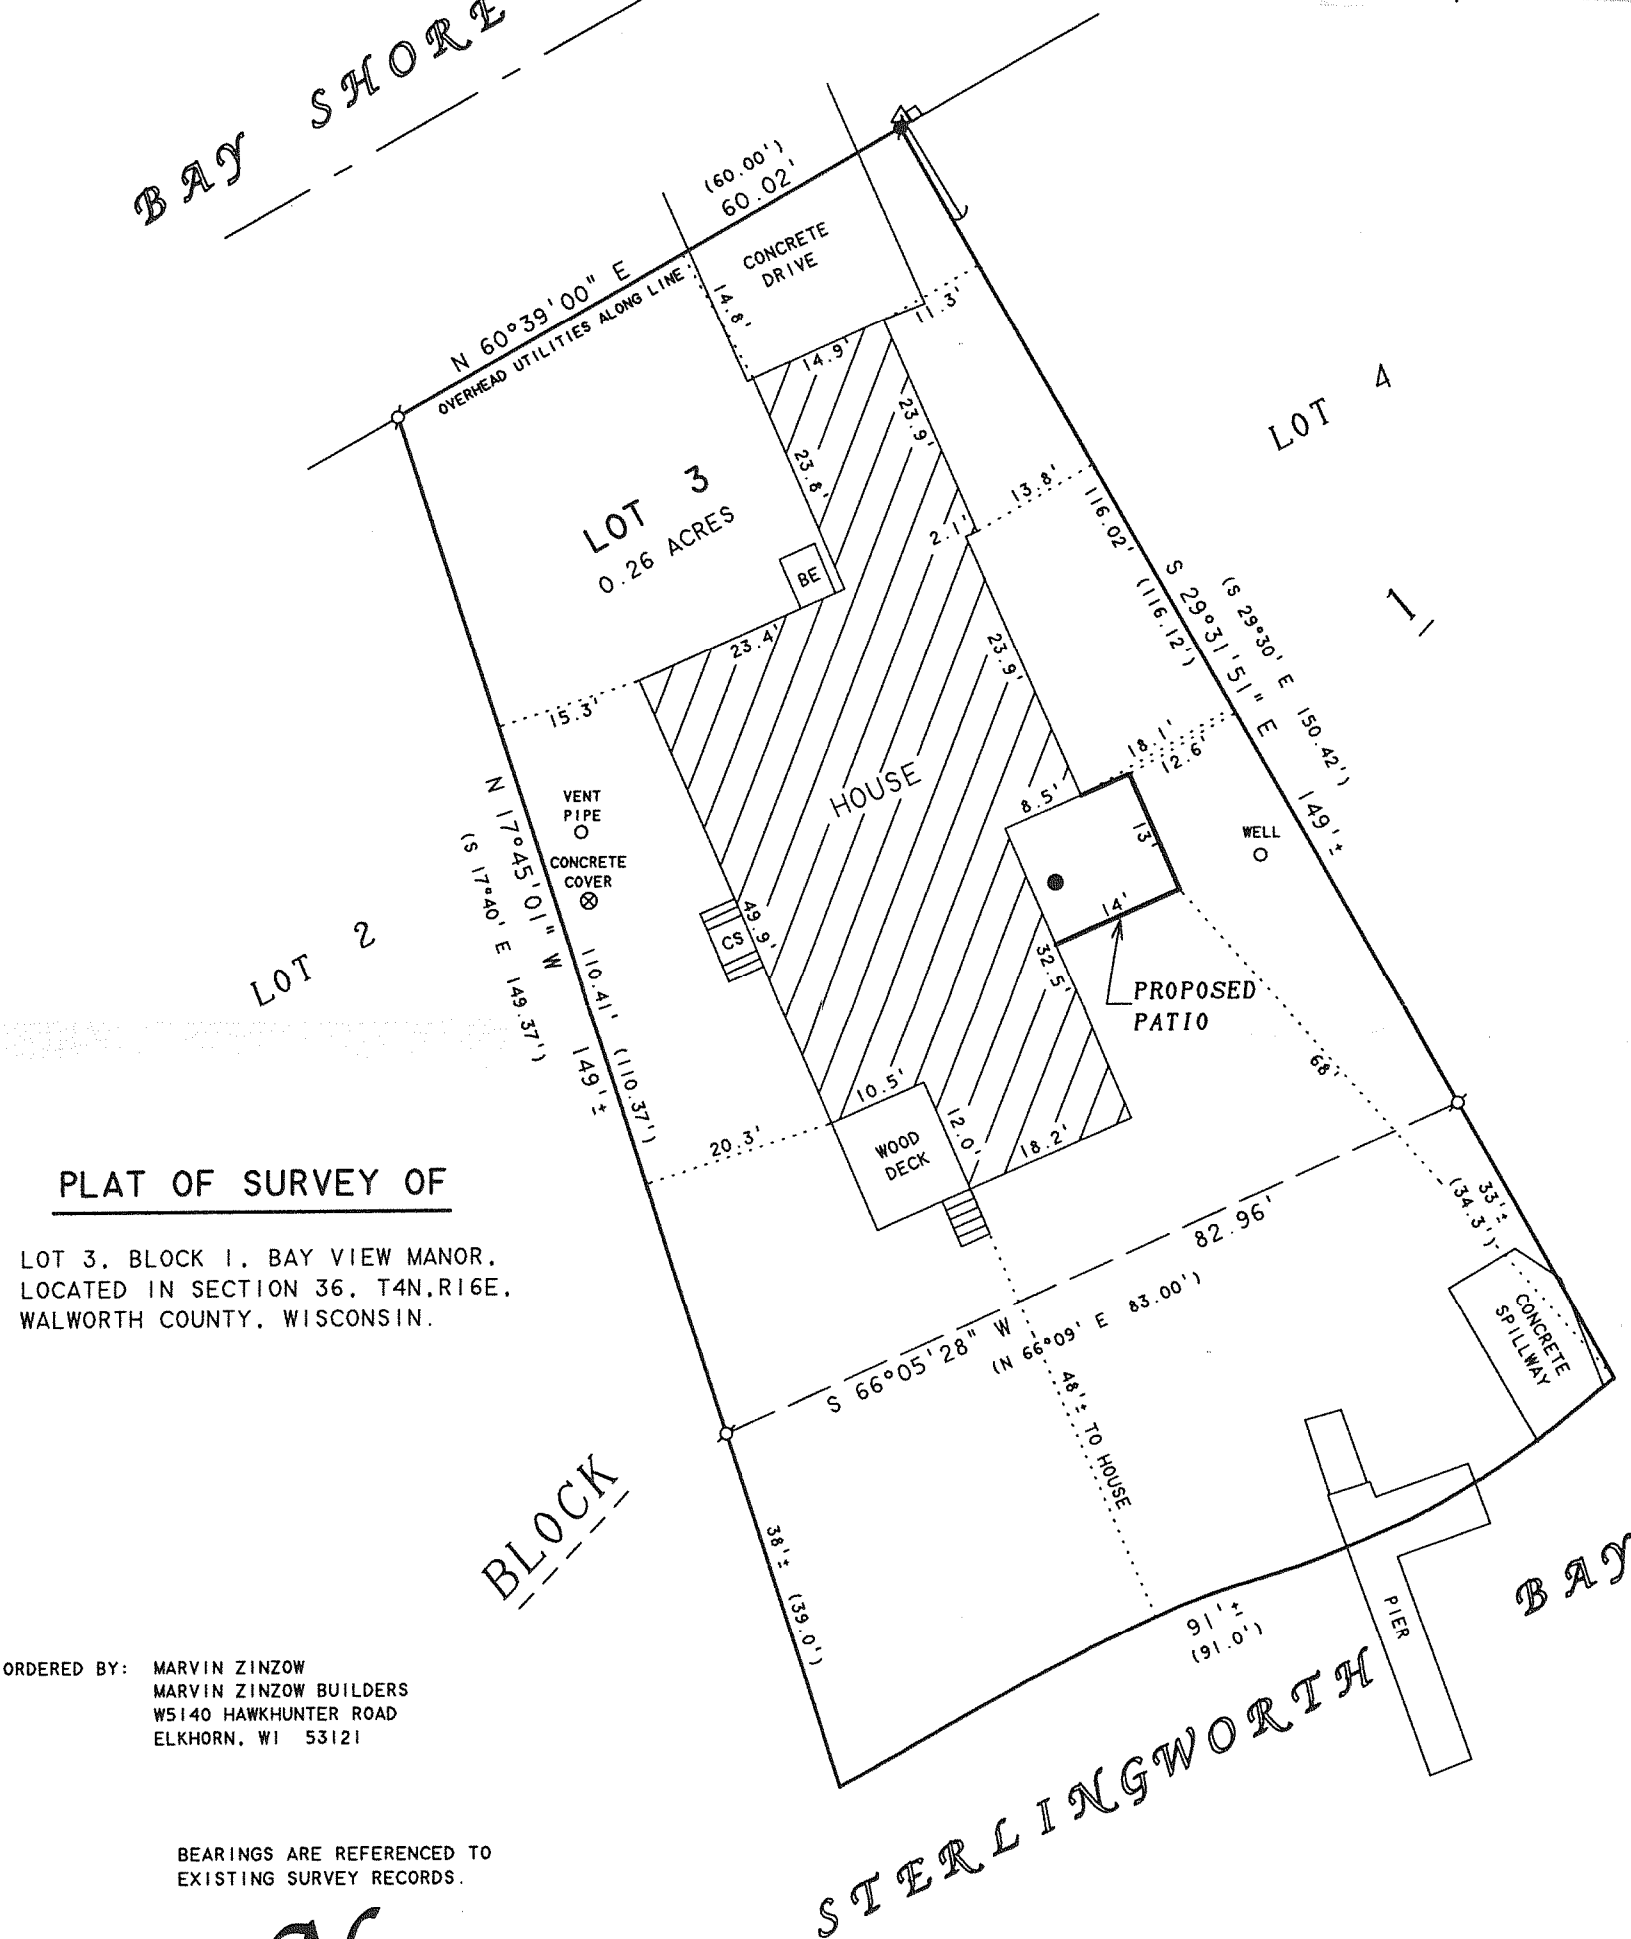 BAY SHORE
(60.00')
60.02'
N 60°39'00" E
OVERHEAD UTILITIES ALONG LINE
CONCRETE
DRIVE
14.8'
11.3'
14.9'
23.9'
23.8'
LOT 3
0.26 ACRES
BE
2.1'
13.8'
LOT 4
1
116.02'
(116.12')
S 29°31'51" E
149'±
(S 29°30' E 150.42')
23.4'
15.3'
23.9'
HOUSE
18.1'
12.6'
8.5'
13'
14'
WELL
VENT
PIPE
CONCRETE
COVER
N 17°45'01" W
149'±
(S 17°40' E 149.37')
110.41'
(110.37')
LOT 2
CS
49.9'
32.5'
PROPOSED
PATIO
68'
10.5'
12.0'
WOOD
DECK
18.2'
20.3'
33'±
(34.3')
82.96'
S 66°05'28" W
(N 66°09' E 83.00')
CONCRETE
SPILLWAY
48'± TO HOUSE
PLAT OF SURVEY OF
LOT 3, BLOCK 1, BAY VIEW MANOR,
LOCATED IN SECTION 36, T4N,R16E,
WALWORTH COUNTY, WISCONSIN.
BLOCK
38'±
(39.0')
91'±
(91.0')
PIER
STERLINGWORTH BAY
ORDERED BY: MARVIN ZINZOW
MARVIN ZINZOW BUILDERS
W5140 HAWKHUNTER ROAD
ELKHORN, WI 53121
BEARINGS ARE REFERENCED TO
EXISTING SURVEY RECORDS.